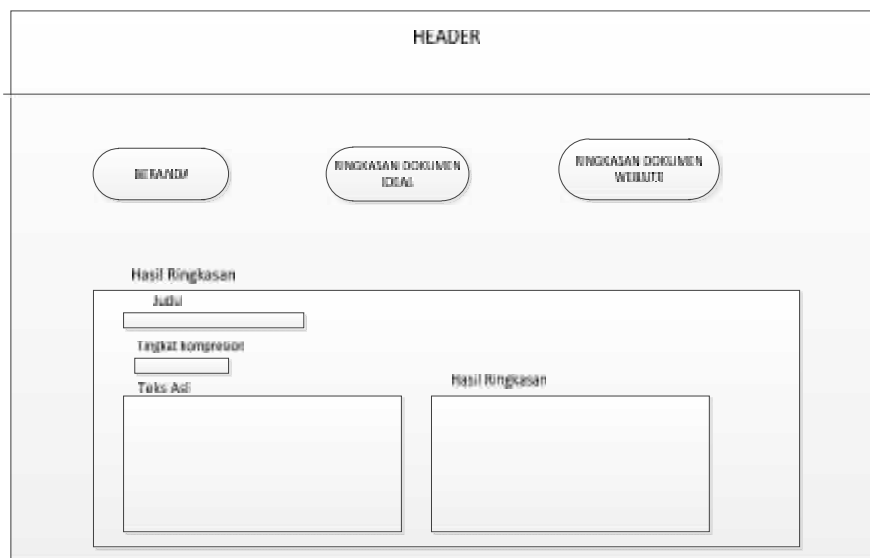 HEADER
BERANDA
RINGKASAN DOKUMEN
IDEAL
RINGKASAN DOKUMEN
WEBSITE
Hasil Ringkasan
Judul
Tingkat Kompresion
Teks Asli
Hasil Ringkasan